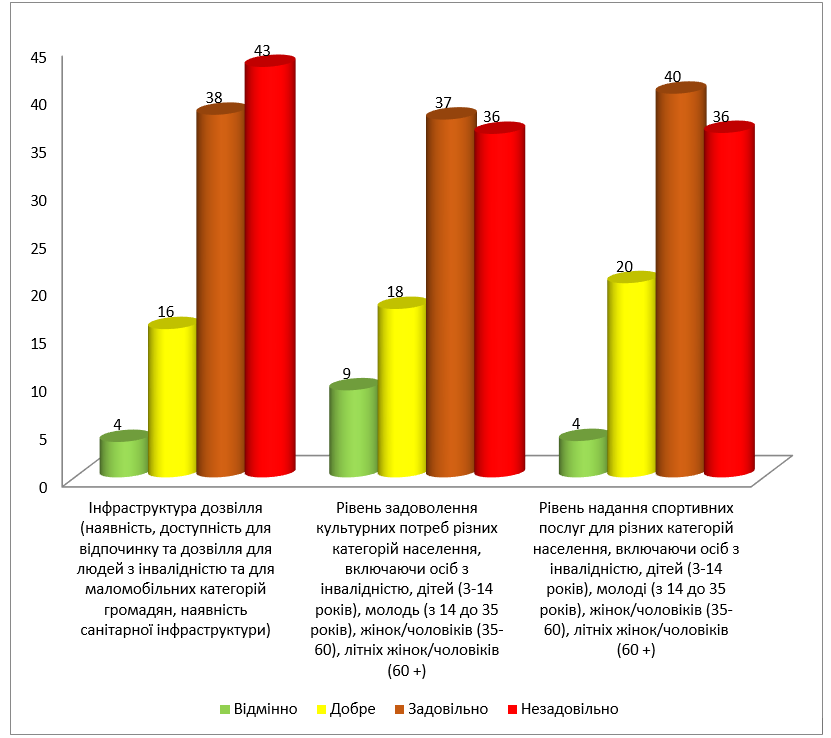 45
40
35
30
25
20
15
10
5
0
4
16
38
43
9
18
37
36
4
20
40
36
Інфраструктура дозвілля
(наявність, доступність для
відпочинку та дозвілля для
людей з інвалідністю та для
маломобільних категорій
громадян, наявність
санітарної інфраструктури)
Рівень задоволення
культурних потреб різних
категорій населення,
включаючи осіб з
інвалідністю, дітей (3-14
років), молодь (з 14 до 35
років), жінок/чоловіків (35-
60), літніх жінок/чоловіків
(60 +)
Рівень надання спортивних
послуг для різних категорій
населення, включаючи осіб з
інвалідністю, дітей (3-14
років), молоді (з 14 до 35
років), жінок/чоловіків (35-
60), літніх жінок/чоловіків
(60 +)
Відмінно Добре Задовільно Незадовільно